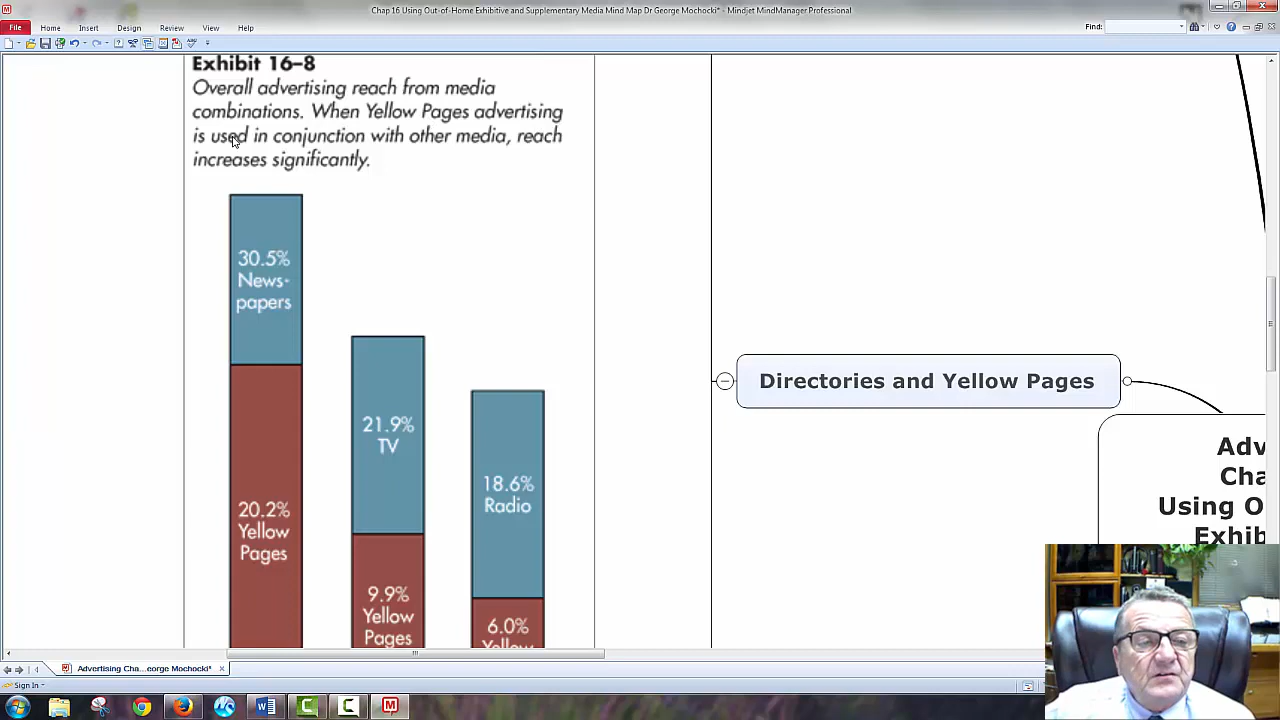 Chap 16 Using Out-of-Home Exhibitive and Supplementary Media Mind Map Dr George Mochocki* - Mindjet MindManager Professional
File Home Insert Design Review View Help
Find:
Exhibit 16–8
Overall advertising reach from media
combinations. When Yellow Pages advertising
is used in conjunction with other media, reach
increases significantly.
30.5%
News-
papers
20.2%
Yellow
Pages
21.9%
TV
9.9%
Yellow
Pages
18.6%
Radio
6.0%
Yellow
Directories and Yellow Pages
Adv
Cha
Using O
Exhib
Advertising Cha...eorge Mochocki*
Sign In